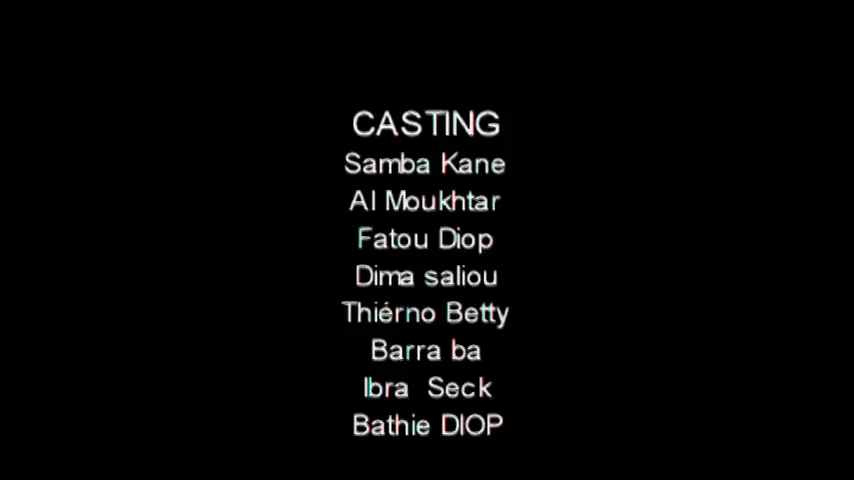 CASTING
Samba Kane
Al Moukhtar
Fatou Diop
Dima saliou
Thiérno Betty
Barra ba
Ibra  Seck
Bathie DIOP